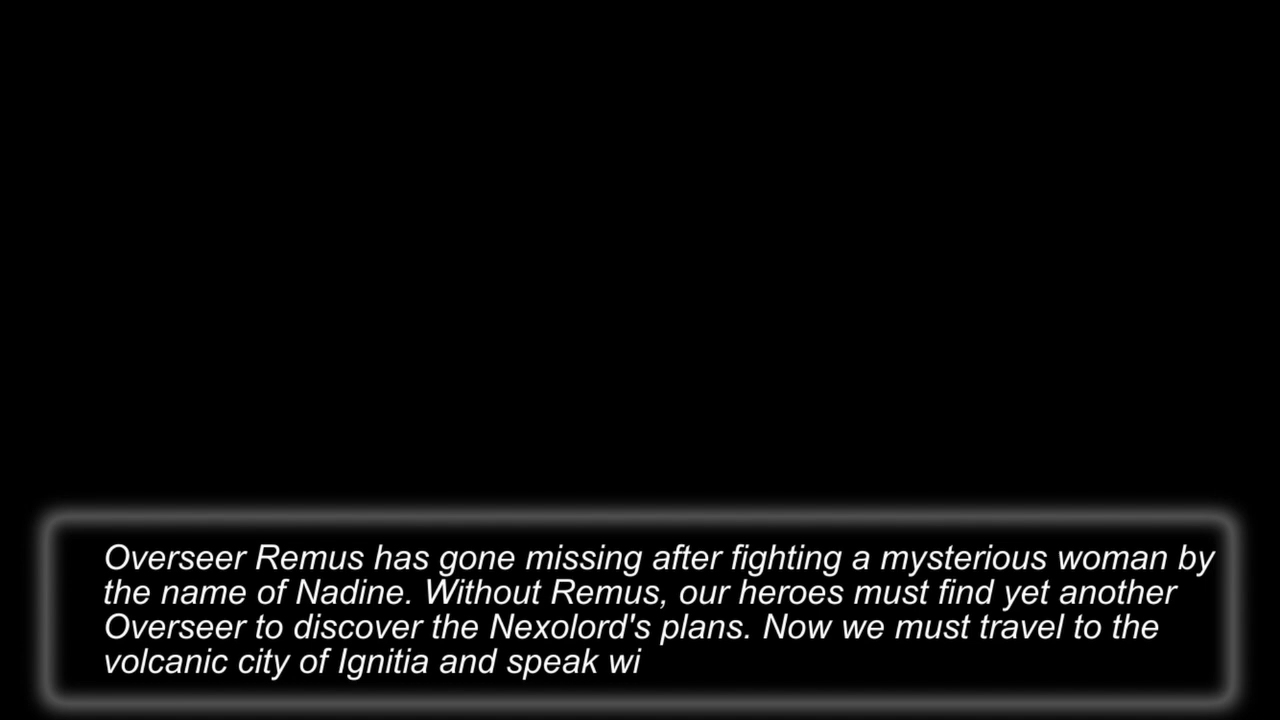 Overseer Remus has gone missing after fighting a mysterious woman by
the name of Nadine. Without Remus, our heroes must find yet another
Overseer to discover the Nexolord's plans. Now we must travel to the
volcanic city of Ignitia and speak wi